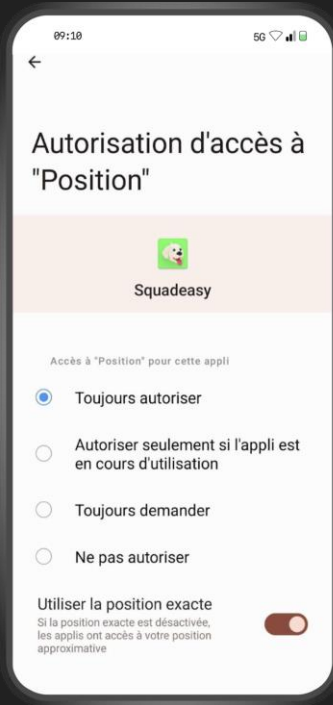 09:10
5G
Autorisation d'accès à
"Position"
Squadeasy
Accès à "Position" pour cette appli
Toujours autoriser
Autoriser seulement si l'appli est
en cours d'utilisation
Toujours demander
Ne pas autoriser
Utiliser la position exacte
Si la position exacte est désactivée,
les applis ont accès à votre position
approximative